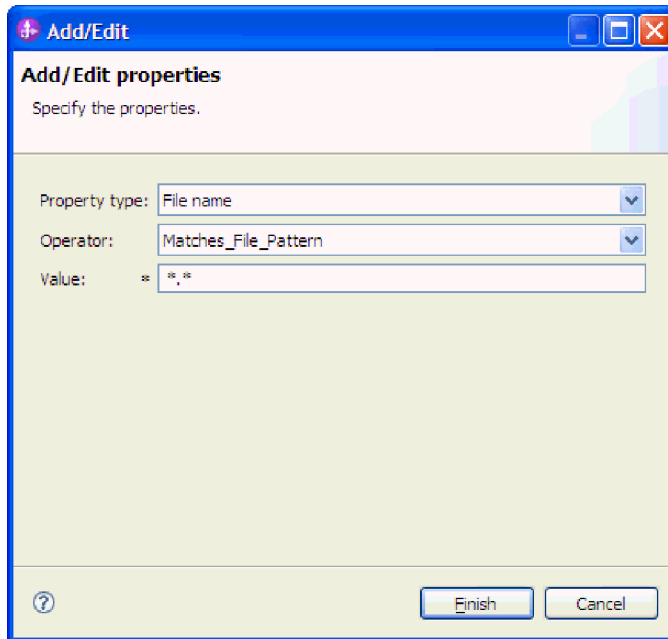 Add/Edit
Add/Edit properties
Specify the properties.
Property type: File name
Operator: Matches_File_Pattern
Value: * *.*
Finish Cancel